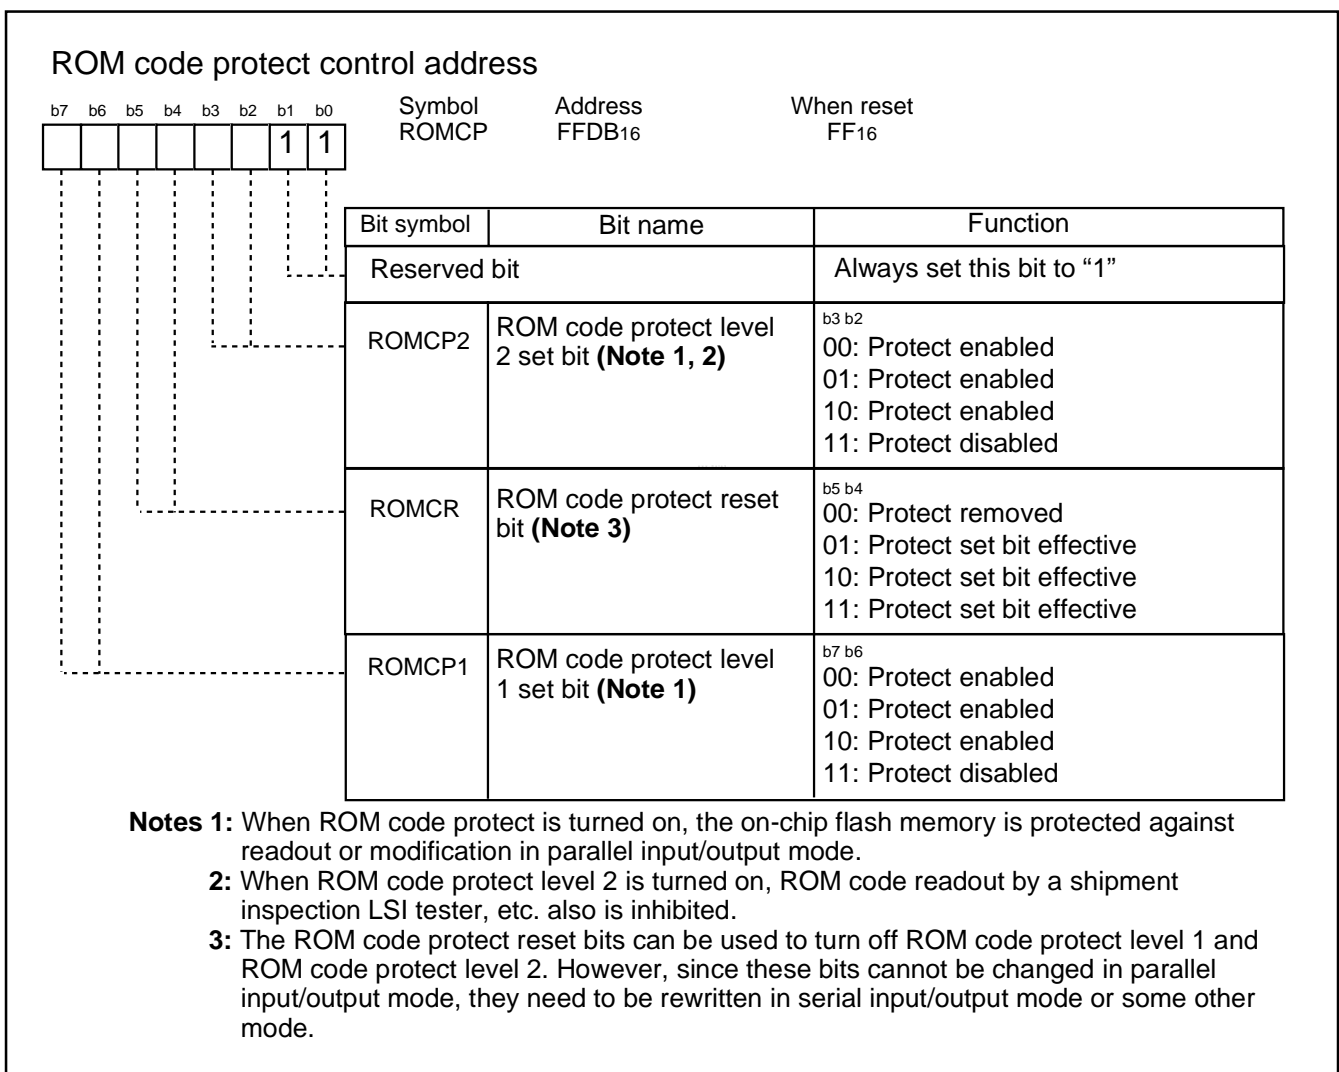 ROM code protect control address
b7 b6 b5 b4 b3 b2 b1 b0
1 1
Symbol Address When reset
ROMCP FFDB16 FF16
Bit symbol Bit name Function
Reserved bit Always set this bit to “1”
ROMCP2
ROM code protect level
2 set bit (Note 1, 2)
b3 b2
00: Protect enabled
01: Protect enabled
10: Protect enabled
11: Protect disabled
ROMCR
ROM code protect reset
bit (Note 3)
b5 b4
00: Protect removed
01: Protect set bit effective
10: Protect set bit effective
11: Protect set bit effective
ROMCP1
ROM code protect level
1 set bit (Note 1)
b7 b6
00: Protect enabled
01: Protect enabled
10: Protect enabled
11: Protect disabled
Notes 1: When ROM code protect is turned on, the on-chip flash memory is protected against
readout or modification in parallel input/output mode.
2: When ROM code protect level 2 is turned on, ROM code readout by a shipment
inspection LSI tester, etc. also is inhibited.
3: The ROM code protect reset bits can be used to turn off ROM code protect level 1 and
ROM code protect level 2. However, since these bits cannot be changed in parallel
input/output mode, they need to be rewritten in serial input/output mode or some other
mode.